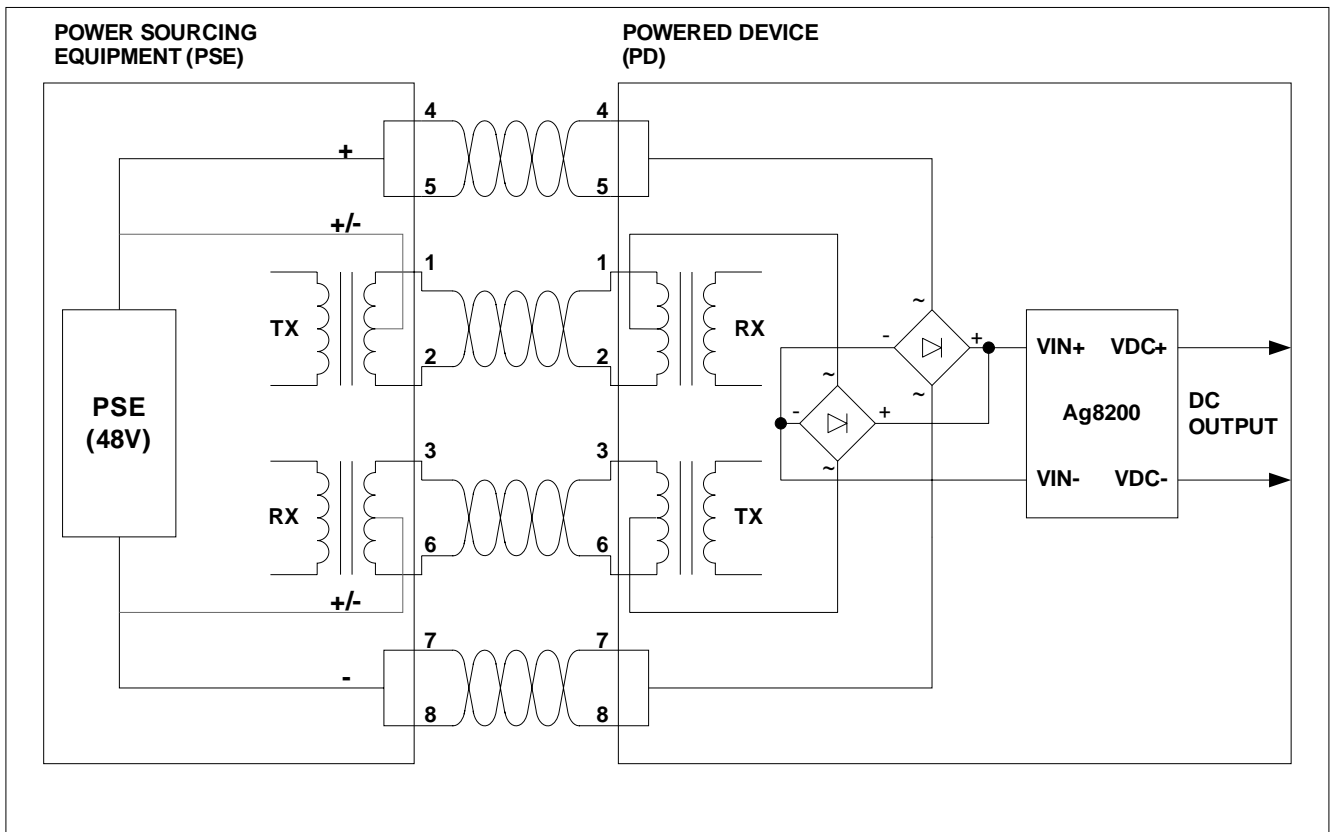 POWER SOURCING
EQUIPMENT (PSE)
POWERED DEVICE
(PD)
4
4
+
5
5
+/-
1
1
~
TX
RX
-
+
2
2
~
~
VIN+
VDC+
PSE
(48V)
-
+
Ag8200
DC
OUTPUT
3
3
~
VIN-
VDC-
RX
TX
6
6
+/-
7
7
-
8
8